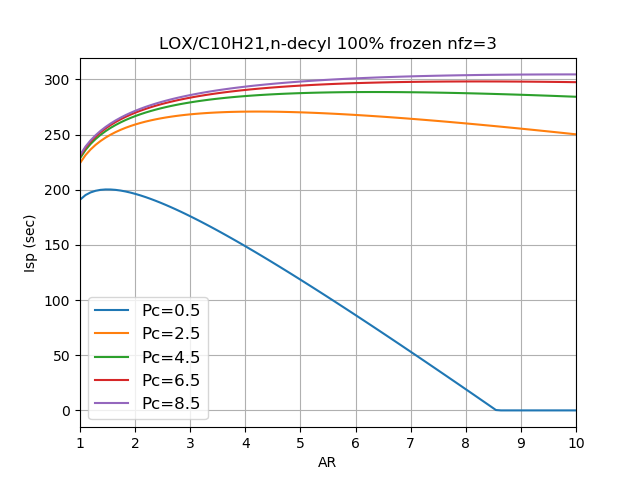 LOX/C10H21,n-decyl 100% frozen nfz=3
300
250
200
150
100
50
0
Isp (sec)
Pc=0.5
Pc=2.5
Pc=4.5
Pc=6.5
Pc=8.5
1 2 3 4 5 6 7 8 9 10
AR